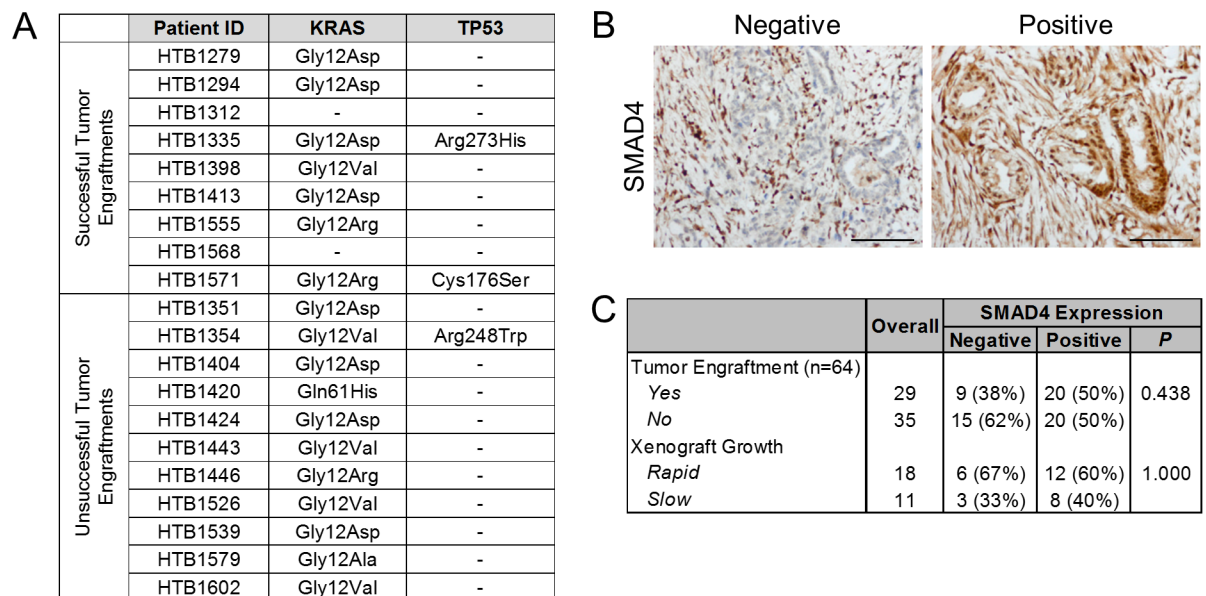 A
Patient ID KRAS TP53
Successful Tumor Engraftments
HTB1279 Gly12Asp -
HTB1294 Gly12Asp -
HTB1312 - -
HTB1335 Gly12Asp Arg273His
HTB1398 Gly12Val -
HTB1413 Gly12Asp -
HTB1555 Gly12Arg -
HTB1568 - -
HTB1571 Gly12Arg Cys176Ser
Unsuccessful Tumor Engraftments
HTB1351 Gly12Asp -
HTB1354 Gly12Val Arg248Trp
HTB1404 Gly12Asp -
HTB1420 Gln61His -
HTB1424 Gly12Asp -
HTB1443 Gly12Val -
HTB1446 Gly12Arg -
HTB1526 Gly12Val -
HTB1539 Gly12Asp -
HTB1579 Gly12Ala -
HTB1602 Gly12Val -
B
Negative Positive
SMAD4
C
Overall SMAD4 Expression
Negative Positive P
Tumor Engraftment (n=64)
Yes 29 9 (38%) 20 (50%) 0.438
No 35 15 (62%) 20 (50%)
Xenograft Growth
Rapid 18 6 (67%) 12 (60%) 1.000
Slow 11 3 (33%) 8 (40%)